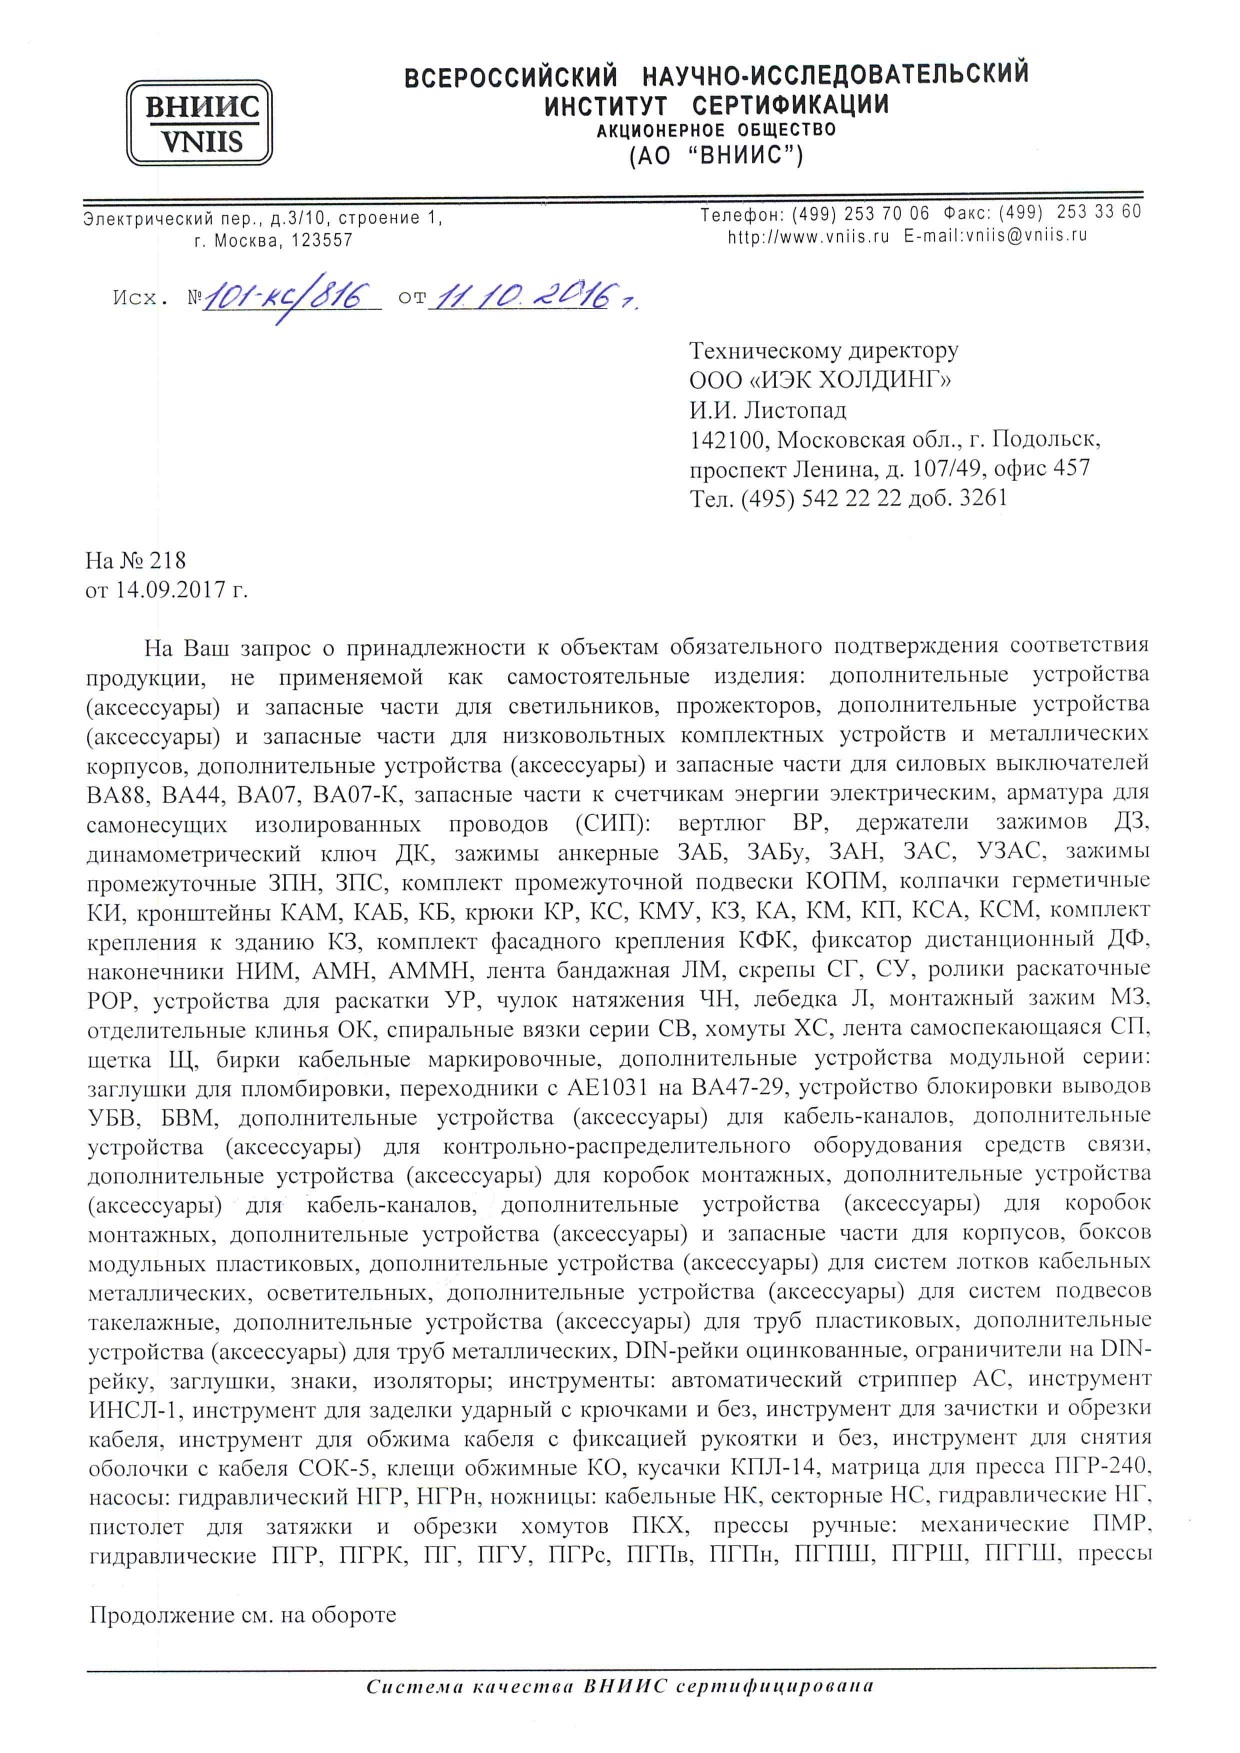 ВНИИС
VNIIS
ВСЕРОССИЙСКИЙ НАУЧНО-ИССЛЕДОВАТЕЛЬСКИЙ
ИНСТИТУТ СЕРТИФИКАЦИИ
АКЦИОНЕРНОЕ ОБЩЕСТВО
(АО “ВНИИС”)
Электрический пер., д.3/10, строение 1,
г. Москва, 123557
Телефон: (499) 253 70 06 Факс: (499) 253 33 60
http://www.vniis.ru E-mail:vniis@vniis.ru
Исх. № 101-КС/816 от 11.10.2016 г.
Техническому директору
ООО «ИЭК ХОЛДИНГ»
И.И. Листопад
142100, Московская обл., г. Подольск,
проспект Ленина, д. 107/49, офис 457
Тел. (495) 542 22 22 доб. 3261
На № 218
от 14.09.2017 г.
На Ваш запрос о принадлежности к объектам обязательного подтверждения соответствия
продукции, не применяемой как самостоятельные изделия: дополнительные устройства
(аксессуары) и запасные части для светильников, прожекторов, дополнительные устройства
(аксессуары) и запасные части для низковольтных комплектных устройств и металлических
корпусов, дополнительные устройства (аксессуары) и запасные части для силовых выключателей
ВА88, ВА44, ВА07, ВА07-К, запасные части к счетчикам энергии электрическим, арматура для
самонесущих изолированных проводов (СИП): вертлюг ВР, держатели зажимов ДЗ,
динамометрический ключ ДК, зажимы анкерные ЗАБ, ЗАБу, ЗАН, ЗАС, УЗАС, зажимы
промежуточные ЗПН, ЗПС, комплект промежуточной подвески КОПМ, колпачки герметичные
КИ, кронштейны КАМ, КАБ, КБ, крюки КР, КС, КМУ, КЗ, КА, КМ, КП, КСА, КСМ, комплект
крепления к зданию КЗ, комплект фасадного крепления КФК, фиксатор дистанционный ДФ,
наконечники НИМ, АМН, АММН, лента бандажная ЛМ, скрепы СГ, СУ, ролики раскаточные
РОР, устройства для раскатки УР, чулок натяжения ЧН, лебедка Л, монтажный зажим МЗ,
отделительные клинья ОК, спиральные вязки серии СВ, хомуты ХС, лента самоспекающаяся СП,
щетка Щ, бирки кабельные маркировочные, дополнительные устройства модульной серии:
заглушки для пломбировки, переходники с АЕ1031 на ВА47-29, устройство блокировки выводов
УБВ, БВМ, дополнительные устройства (аксессуары) для кабель-каналов, дополнительные
устройства (аксессуары) для контрольно-распределительного оборудования средств связи,
дополнительные устройства (аксессуары) для коробок монтажных, дополнительные устройства
(аксессуары) для кабель-каналов, дополнительные устройства (аксессуары) для коробок
монтажных, дополнительные устройства (аксессуары) и запасные части для корпусов, боксов
модульных пластиковых, дополнительные устройства (аксессуары) для систем лотков кабельных
металлических, осветительных, дополнительные устройства (аксессуары) для систем подвесов
такелажные, дополнительные устройства (аксессуары) для труб пластиковых, дополнительные
устройства (аксессуары) для труб металлических, DIN-рейки оцинкованные, ограничители на DIN-
рейку, заглушки, знаки, изоляторы; инструменты: автоматический стриппер АС, инструмент
ИНСЛ-1, инструмент для заделки ударный с крючками и без, инструмент для зачистки и обрезки
кабеля, инструмент для обжима кабеля с фиксацией рукоятки и без, инструмент для снятия
оболочки с кабеля СОК-5, клещи обжимные КО, кусачки КПЛ-14, матрица для пресса ПГР-240,
насосы: гидравлический НГР, НГРн, ножницы: кабельные НК, секторные НС, гидравлические НГ,
пистолет для затяжки и обрезки хомутов ПКХ, прессы ручные: механические ПМР,
гидравлические ПГР, ПГРК, ПГ, ПГУ, ПГРс, ПГПв, ПГПн, ПГПШ, ПГРШ, ПГГШ, прессы
Продолжение см. на обороте
Система качества ВНИИС сертифицирована